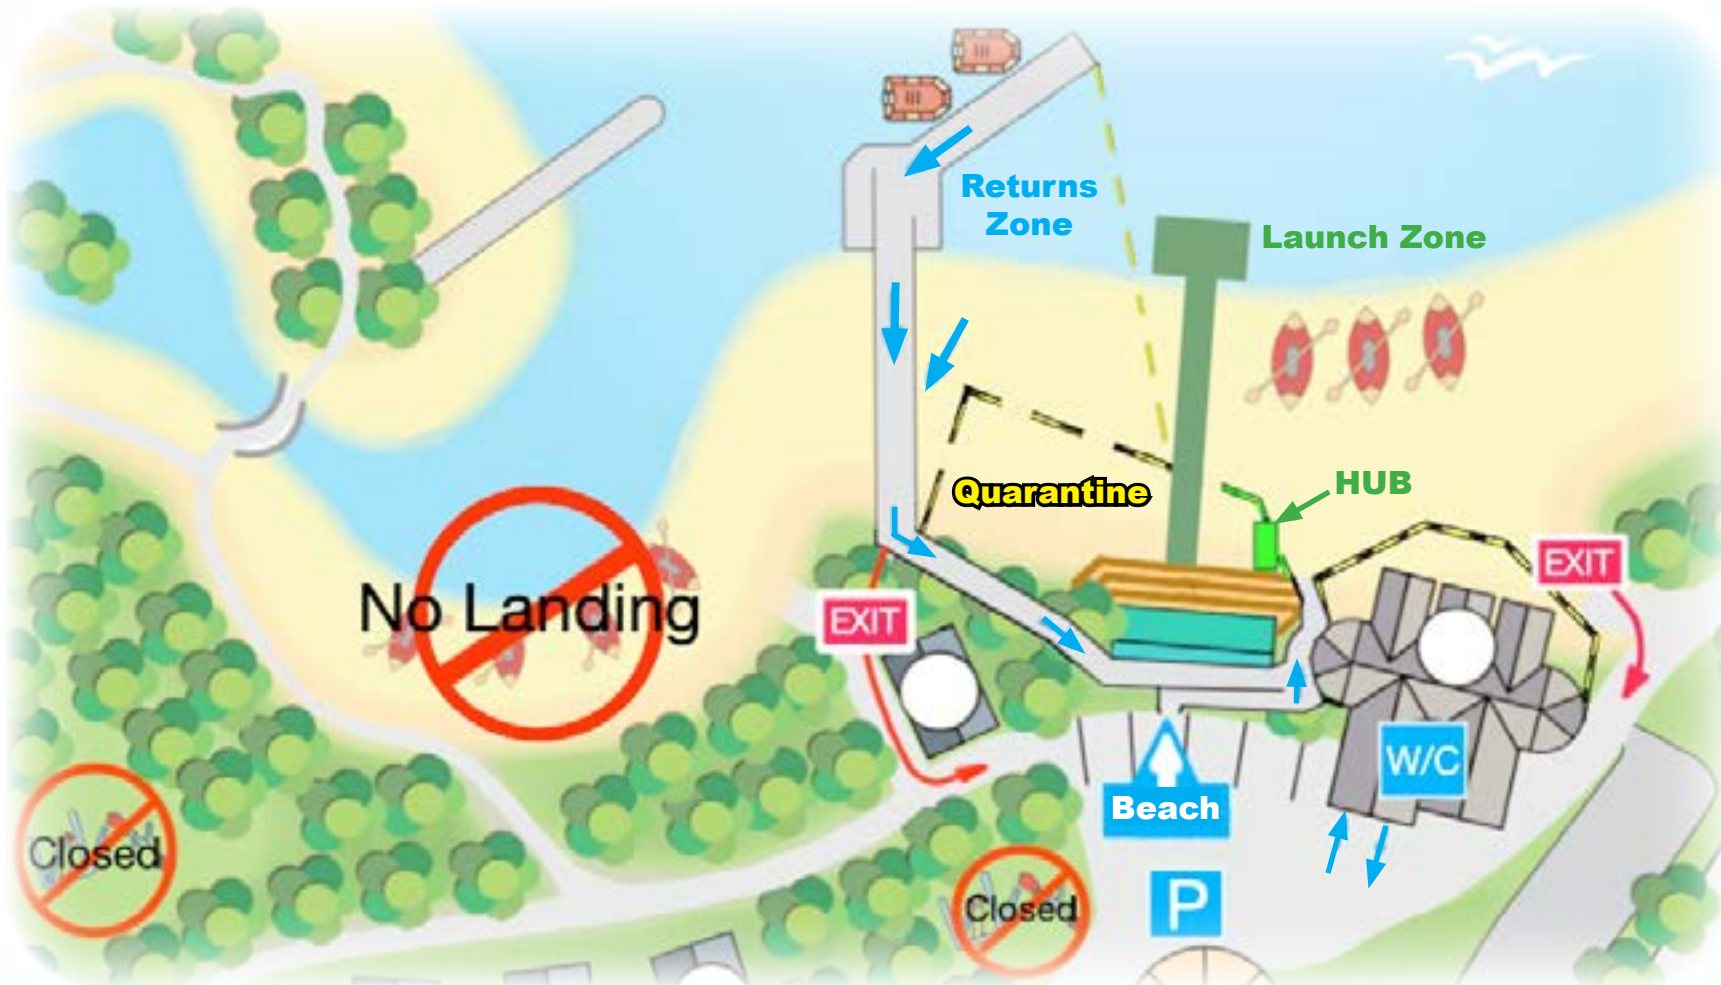 Returns
Zone
Launch Zone
HUB
Quarantine
EXIT
No Landing
EXIT
W/C
Beach
Closed
Closed
P